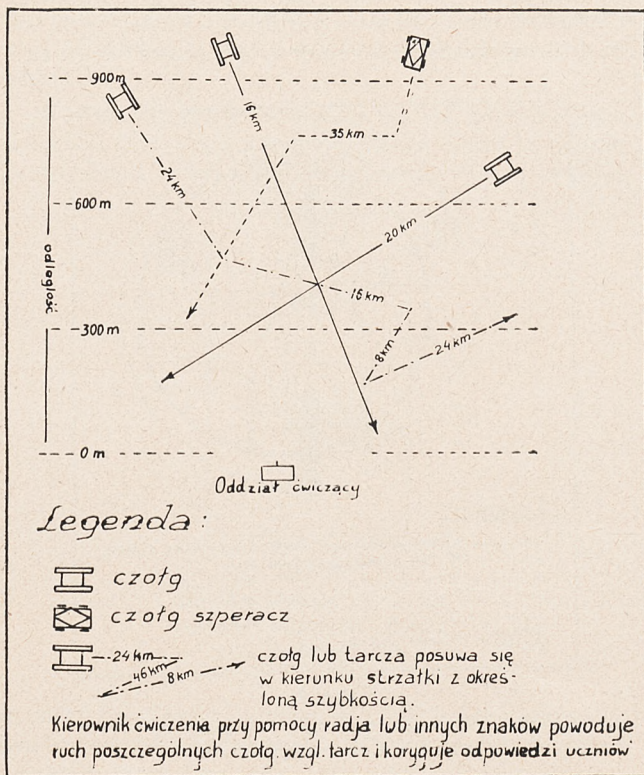 900m
16 km
35 km
24 km
600 m
20 km
odległość
16 km
300 m
8 km
24 km
0 m
Oddział ćwiczący
Legenda:
czołg
czołg szperacz
24 km
46 km
8 km
czołg lub tarcza posuwa się
w kierunku strzałki z okreś-
loną szybkością.
Kierownik ćwiczenia przy pomocy radja lub innych znaków powoduje
ruch poszczególnych czołg. wzgl. tarcz i koryguje odpowiedzi uczniów